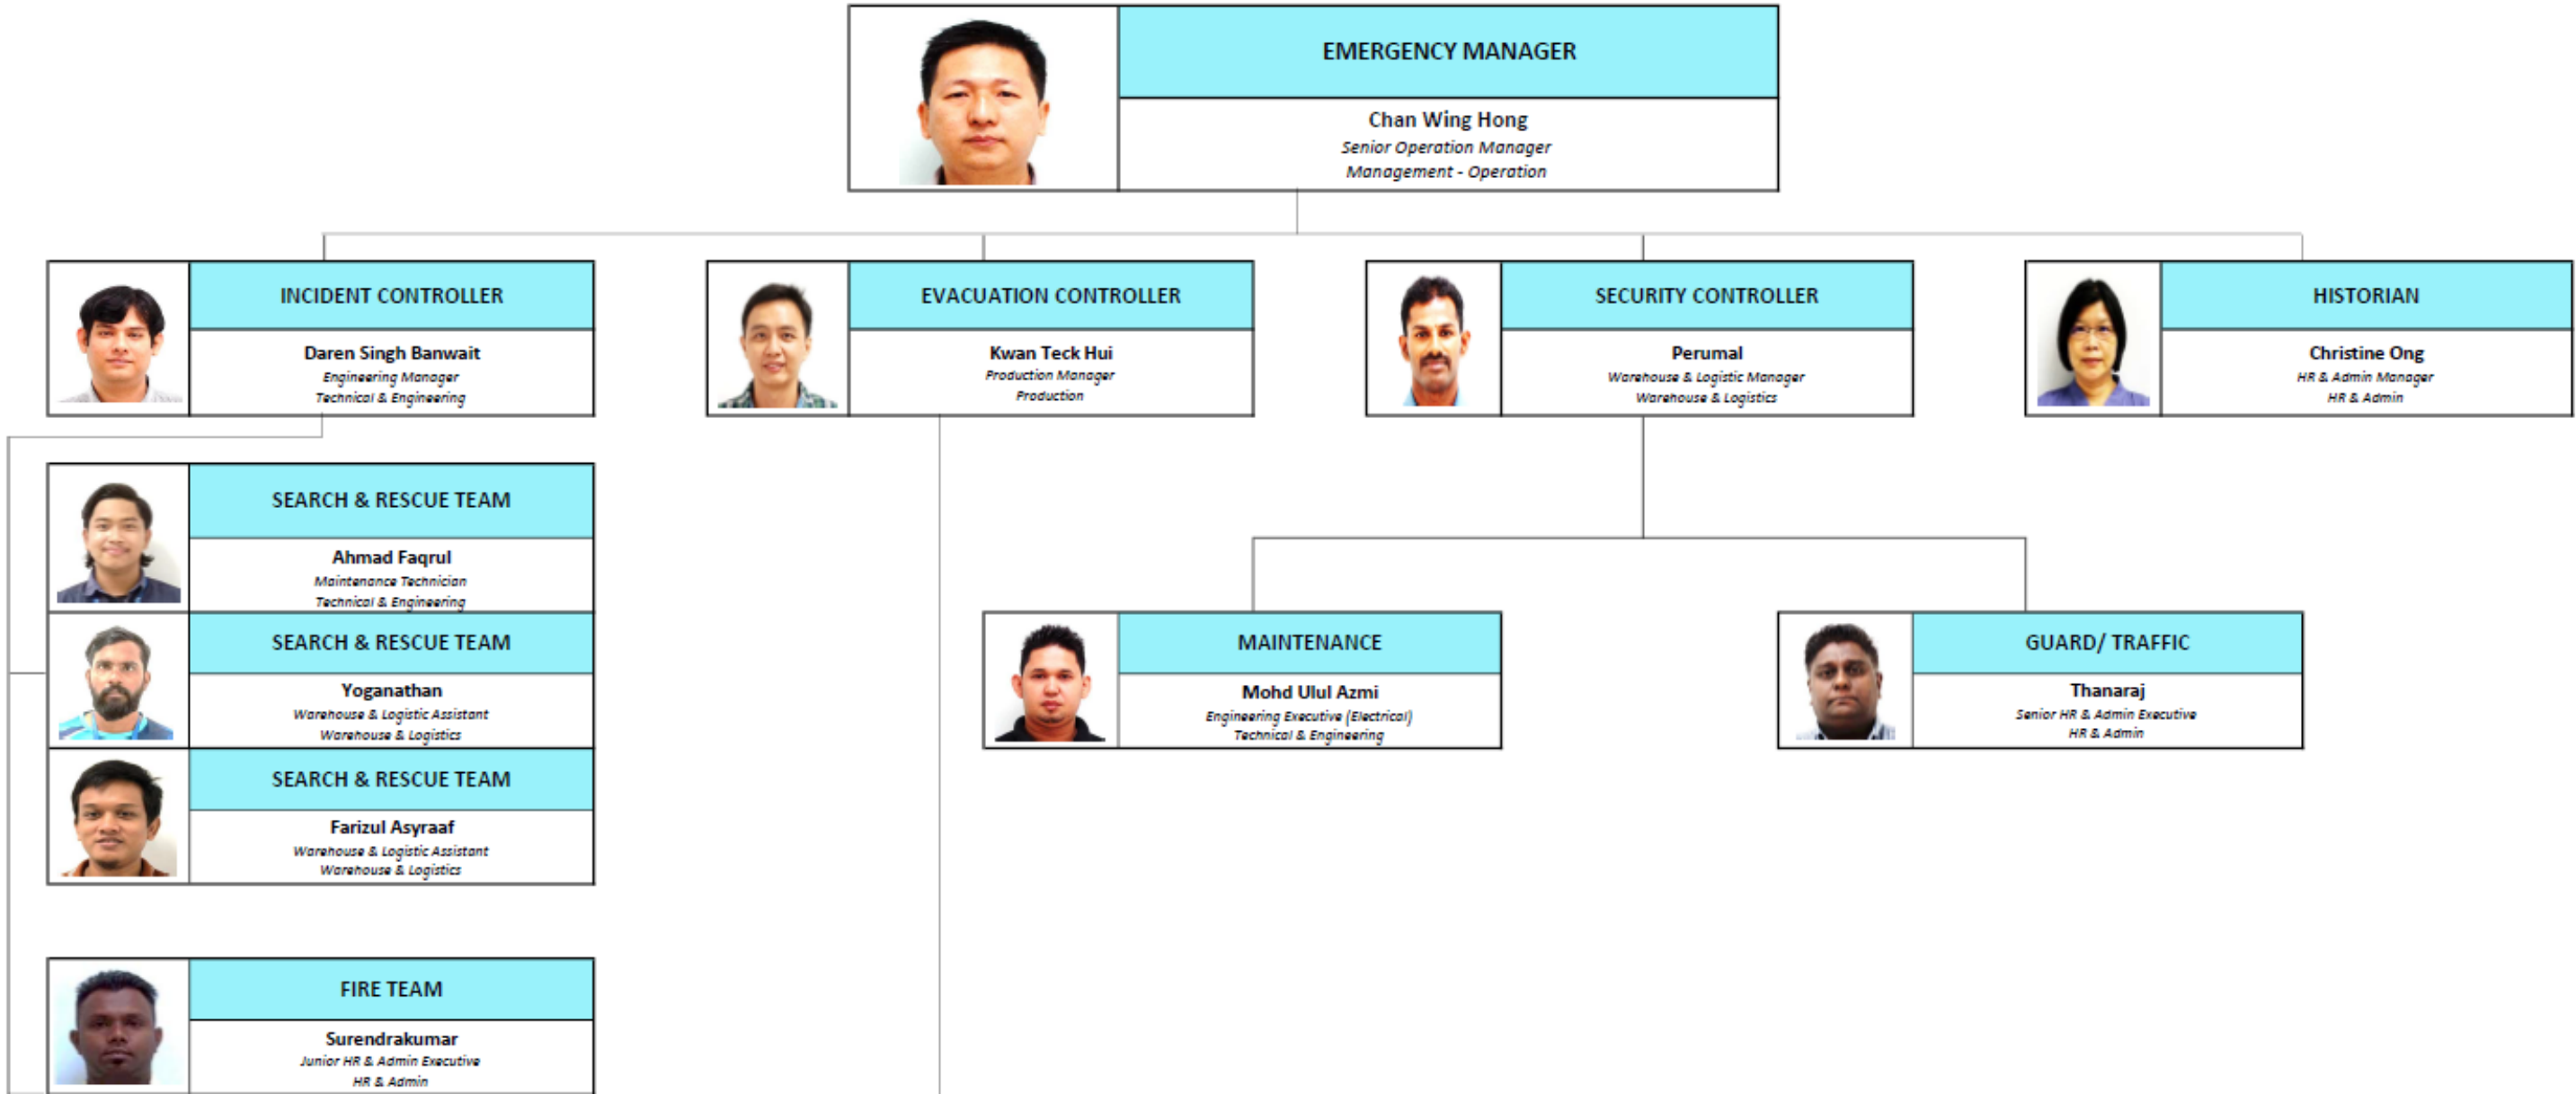 EMERGENCY MANAGER
Chan Wing Hong
Senior Operation Manager
Management - Operation
INCIDENT CONTROLLER
Daren Singh Banwait
Engineering Manager
Technical & Engineering
EVACUATION CONTROLLER
Kwan Teck Hui
Production Manager
Production
SECURITY CONTROLLER
Perumal
Warehouse & Logistic Manager
Warehouse & Logistics
HISTORIAN
Christine Ong
HR & Admin Manager
HR & Admin
SEARCH & RESCUE TEAM
Ahmad Faqrul
Maintenance Technician
Technical & Engineering
SEARCH & RESCUE TEAM
Yoganathan
Warehouse & Logistic Assistant
Warehouse & Logistics
SEARCH & RESCUE TEAM
Farizul Asyraaf
Warehouse & Logistic Assistant
Warehouse & Logistics
MAINTENANCE
Mohd Ulul Azmi
Engineering Executive (Electrical)
Technical & Engineering
GUARD/ TRAFFIC
Thanaraj
Senior HR & Admin Executive
HR & Admin
FIRE TEAM
Surendrakumar
Junior HR & Admin Executive
HR & Admin